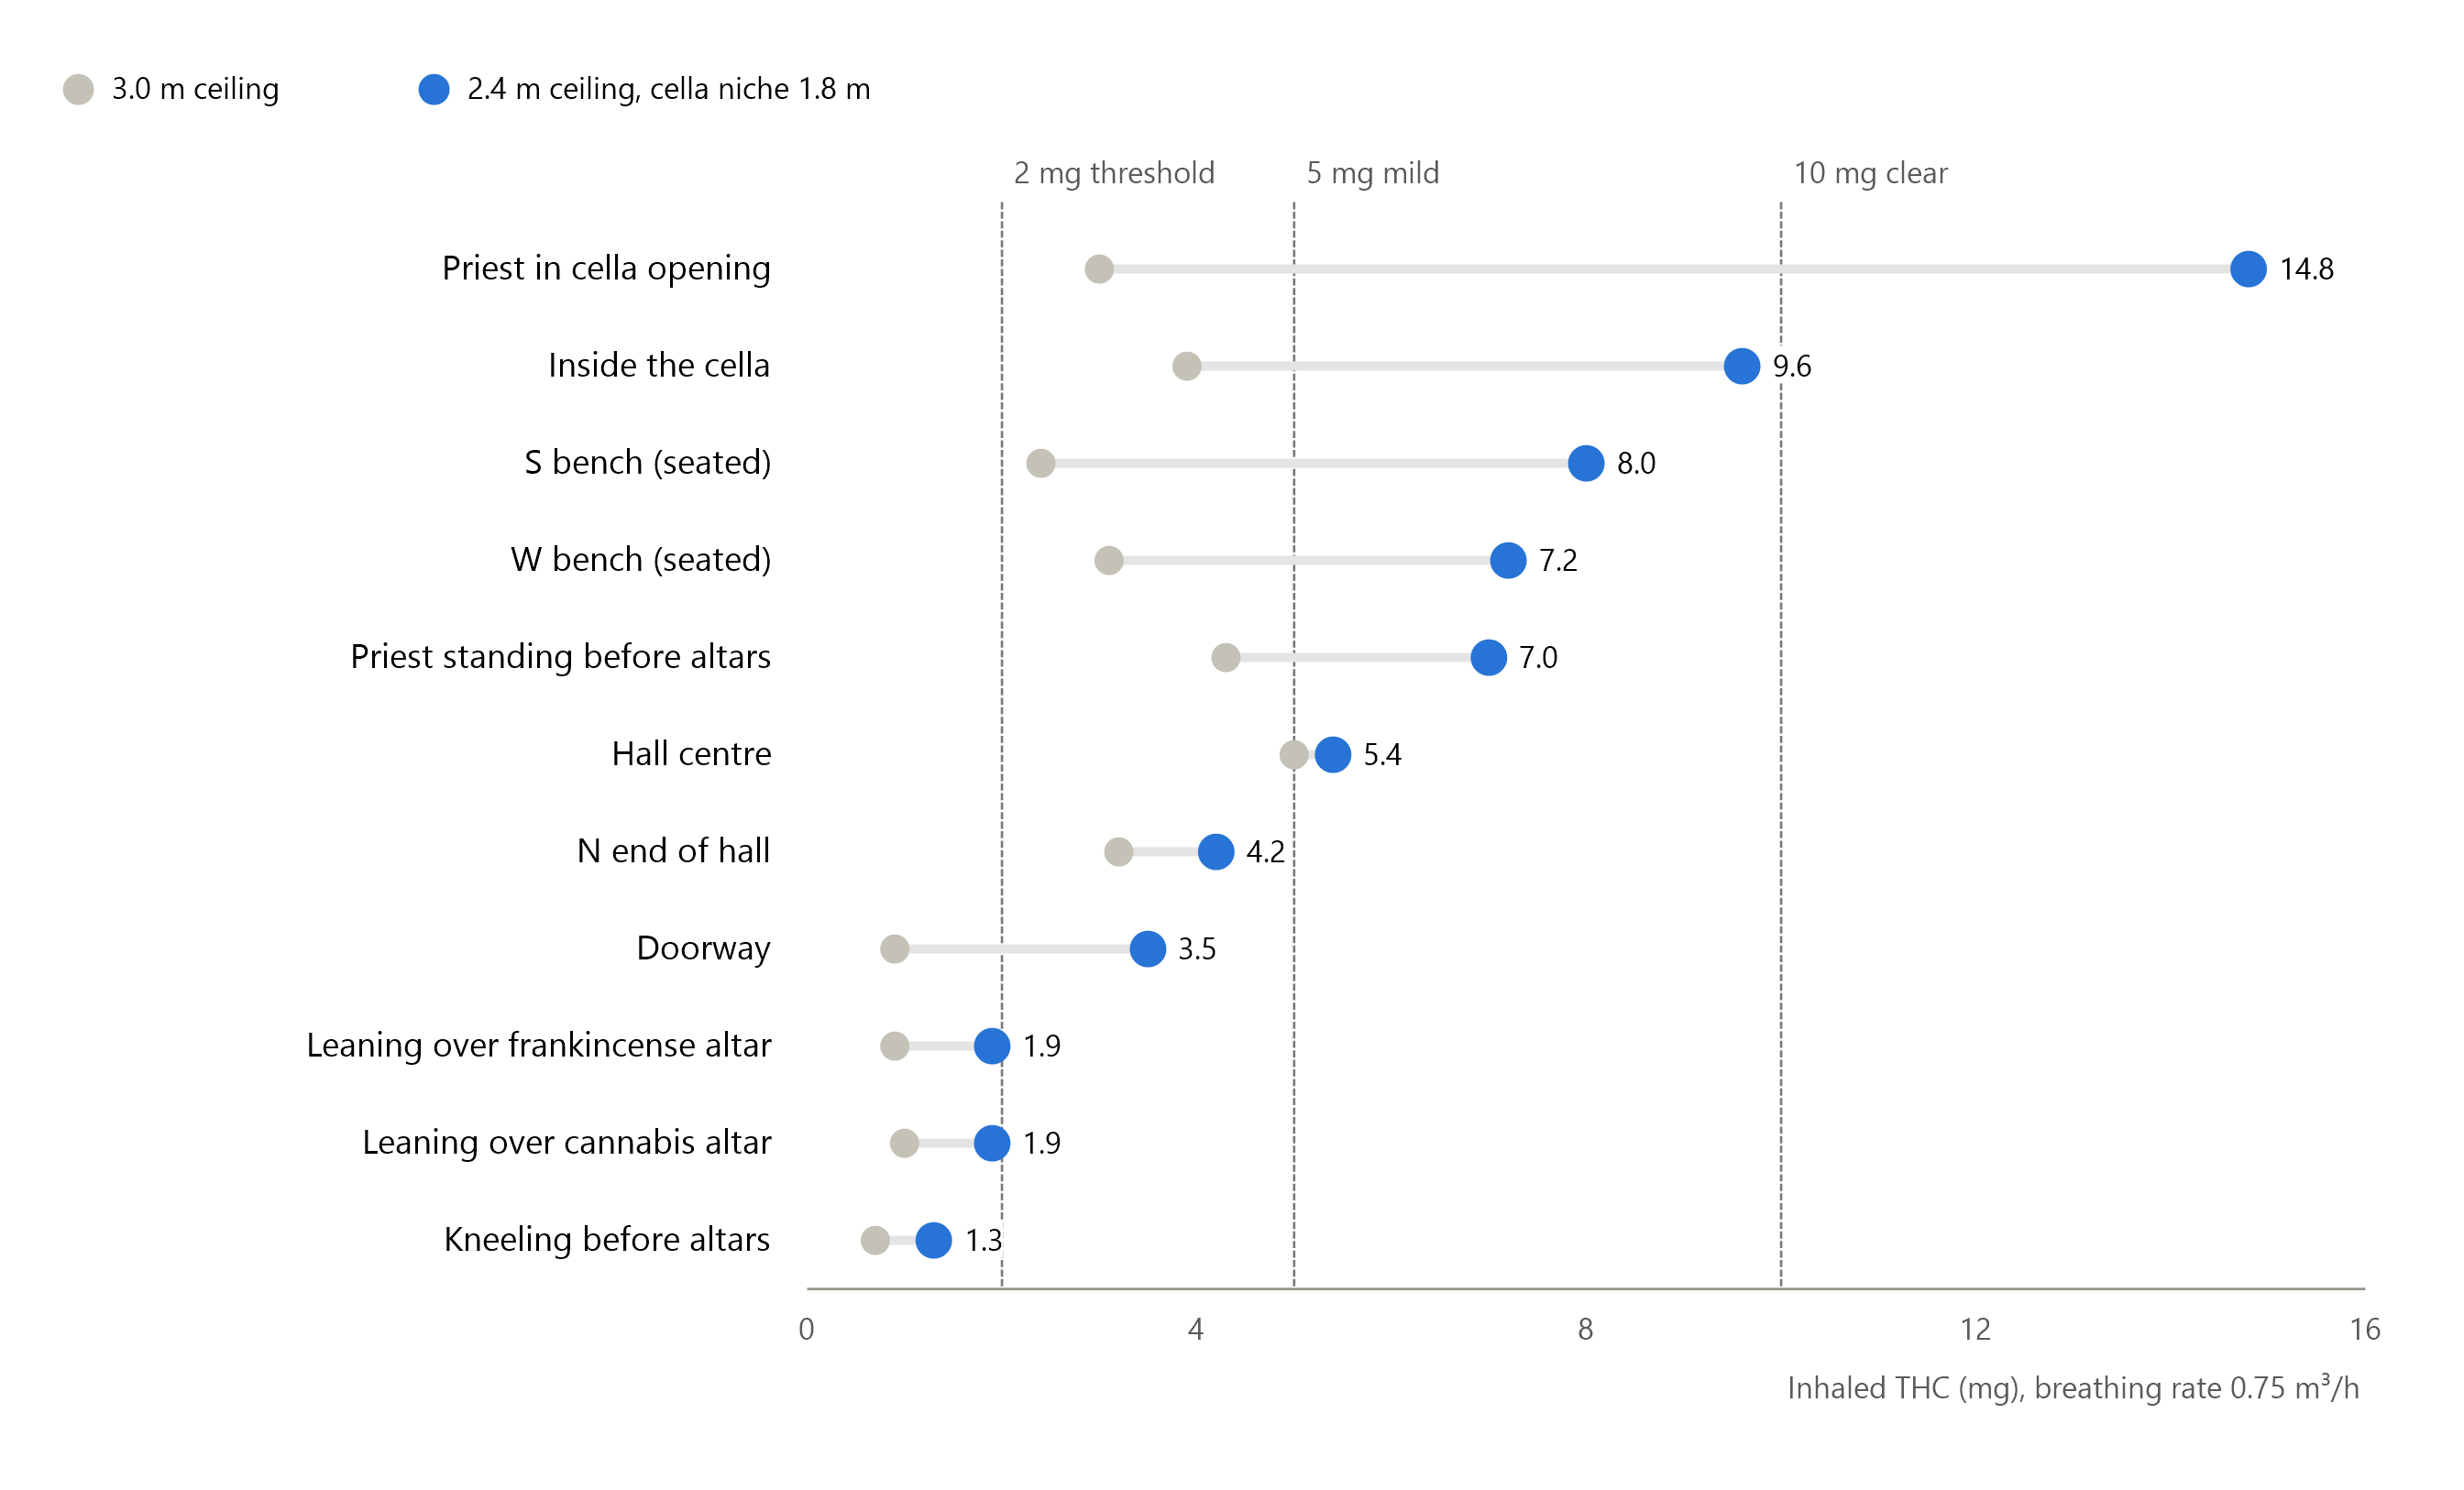 3.0 m ceiling
2.4 m ceiling, cella niche 1.8 m
2 mg threshold
5 mg mild
10 mg clear
Priest in cella opening
14.8
Inside the cella
9.6
S bench (seated)
8.0
W bench (seated)
7.2
Priest standing before altars
7.0
Hall centre
5.4
N end of hall
4.2
Doorway
3.5
Leaning over frankincense altar
1.9
Leaning over cannabis altar
1.9
Kneeling before altars
1.3
0
4
8
12
16
Inhaled THC (mg), breathing rate 0.75 m³/h